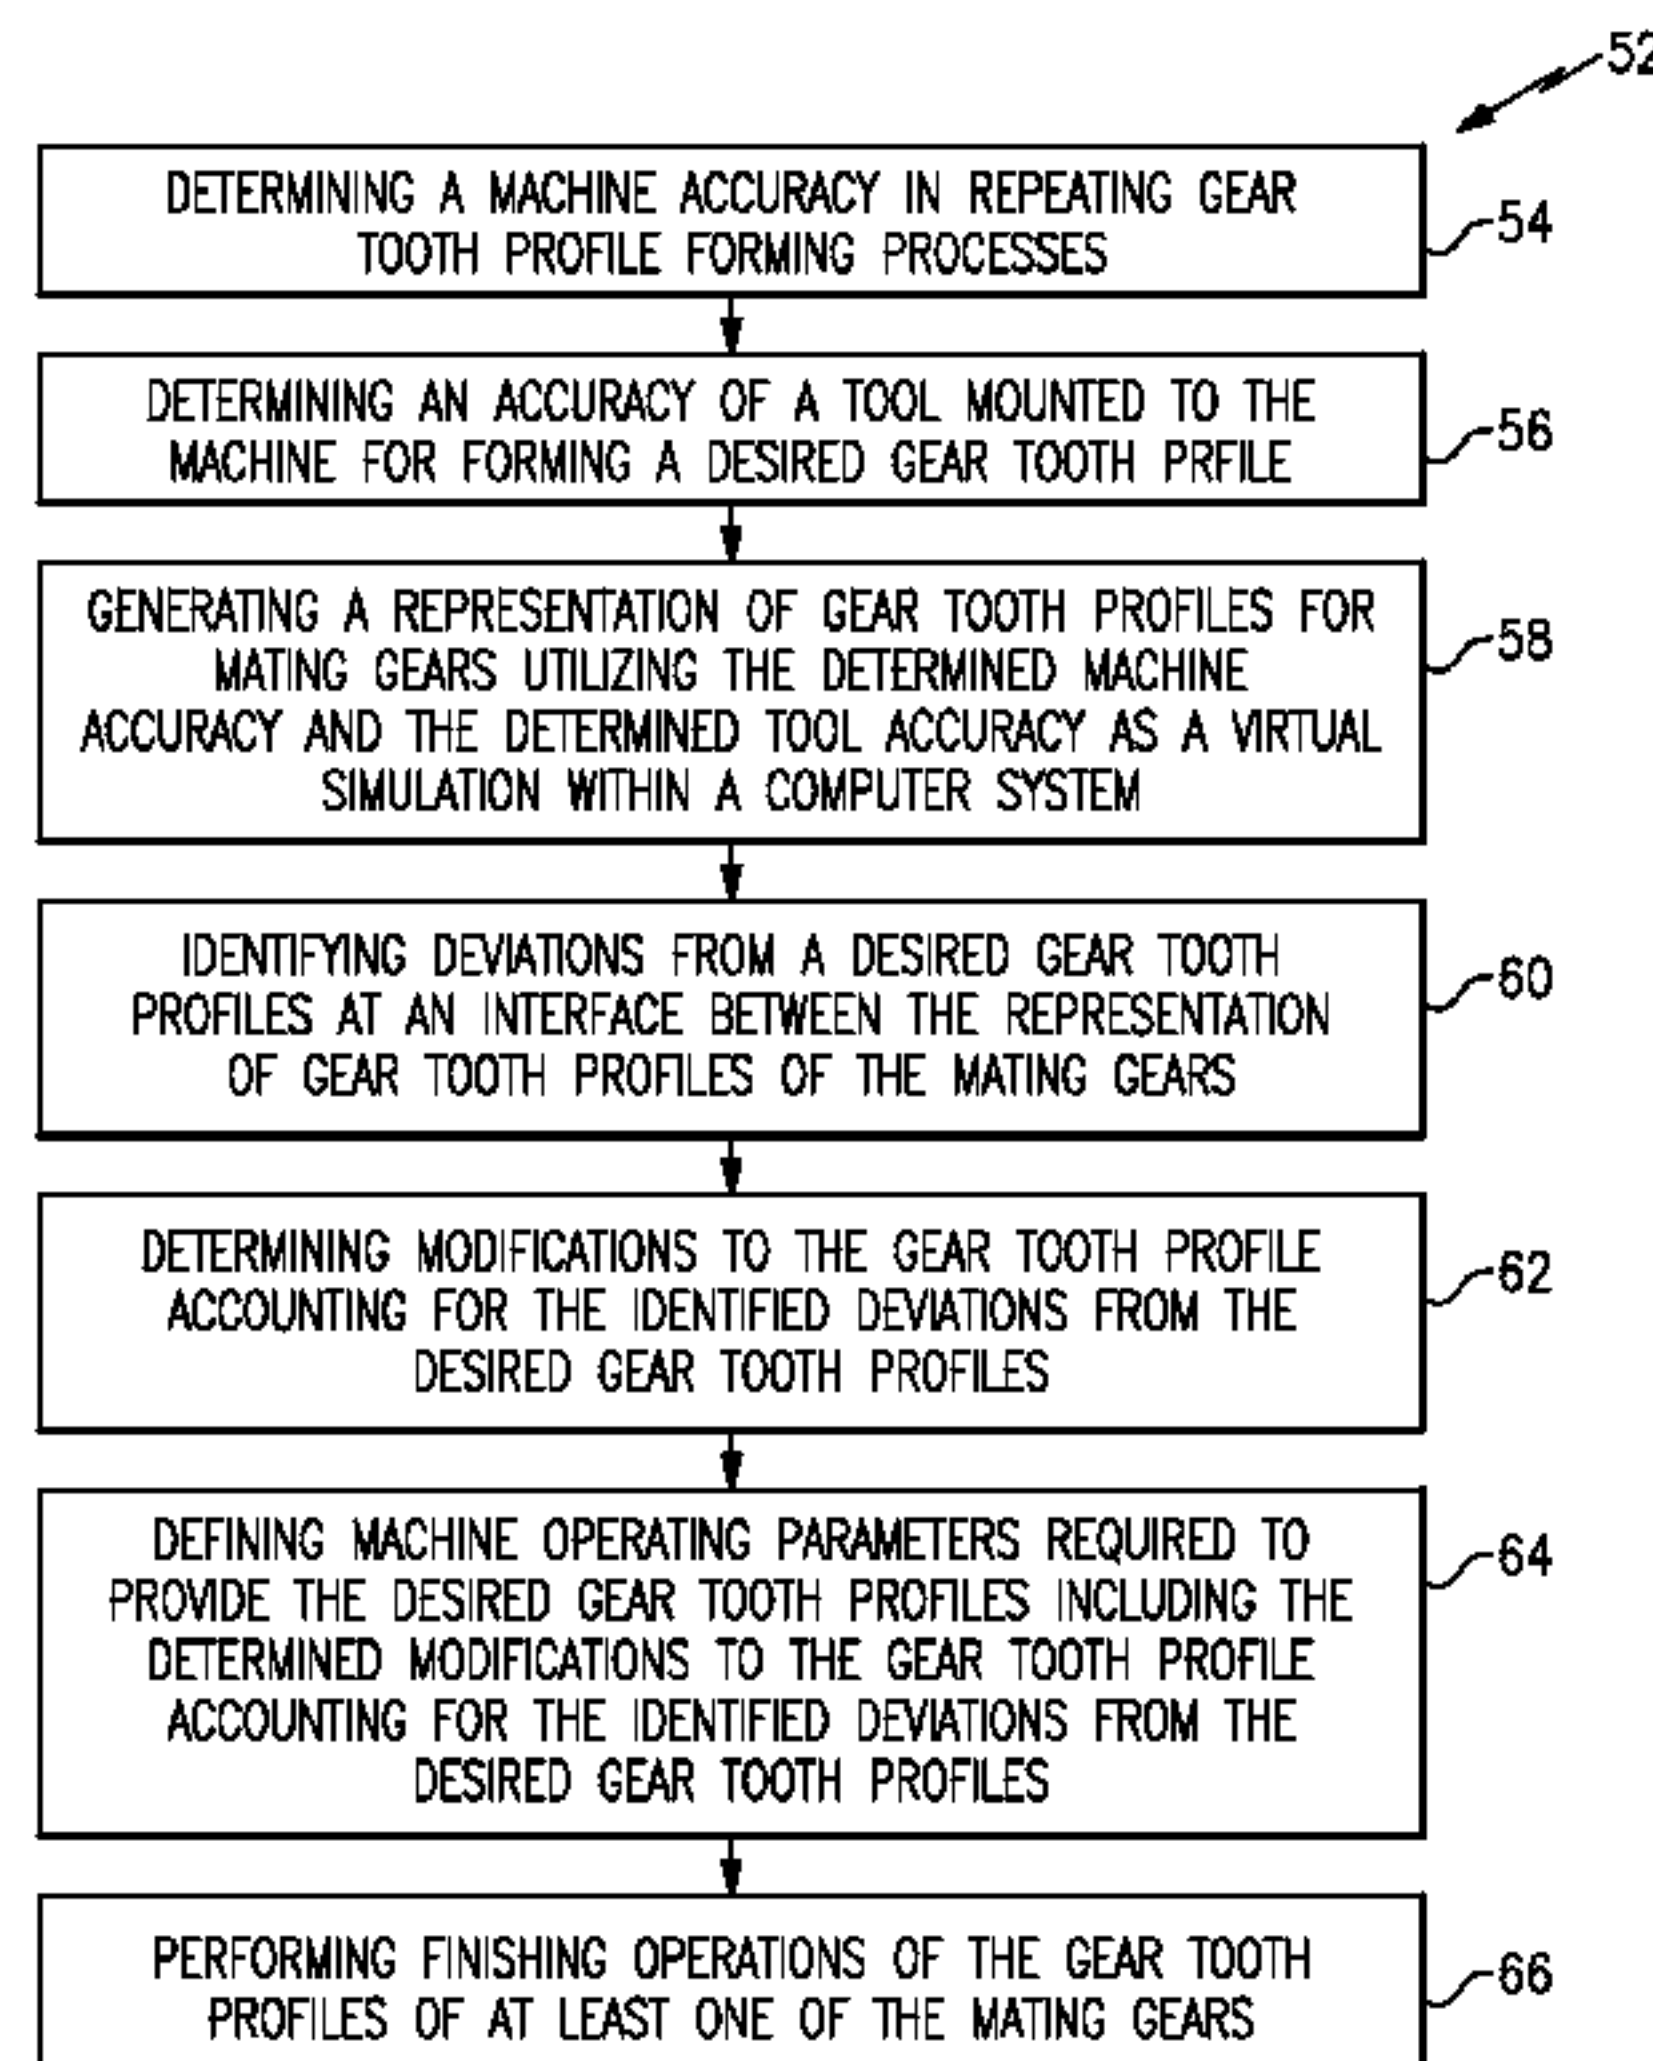 52
DETERMINING A MACHINE ACCURACY IN REPEATING GEAR
TOOTH PROFILE FORMING PROCESSES
54
DETERMINING AN ACCURACY OF A TOOL MOUNTED TO THE
MACHINE FOR FORMING A DESIRED GEAR TOOTH PRFILE
56
GENERATING A REPRESENTATION OF GEAR TOOTH PROFILES FOR
MATING GEARS UTILIZING THE DETERMINED MACHINE
ACCURACY AND THE DETERMINED TOOL ACCURACY AS A VIRTUAL
SIMULATION WITHIN A COMPUTER SYSTEM
58
IDENTIFYING DEVIATIONS FROM A DESIRED GEAR TOOTH
PROFILES AT AN INTERFACE BETWEEN THE REPRESENTATION
OF GEAR TOOTH PROFILES OF THE MATING GEARS
60
DETERMINING MODIFICATIONS TO THE GEAR TOOTH PROFILE
ACCOUNTING FOR THE IDENTIFIED DEVIATIONS FROM THE
DESIRED GEAR TOOTH PROFILES
62
DEFINING MACHINE OPERATING PARAMETERS REQUIRED TO
PROVIDE THE DESIRED GEAR TOOTH PROFILES INCLUDING THE
DETERMINED MODIFICATIONS TO THE GEAR TOOTH PROFILE
ACCOUNTING FOR THE IDENTIFIED DEVIATIONS FROM THE
DESIRED GEAR TOOTH PROFILES
64
PERFORMING FINISHING OPERATIONS OF THE GEAR TOOTH
PROFILES OF AT LEAST ONE OF THE MATING GEARS
66